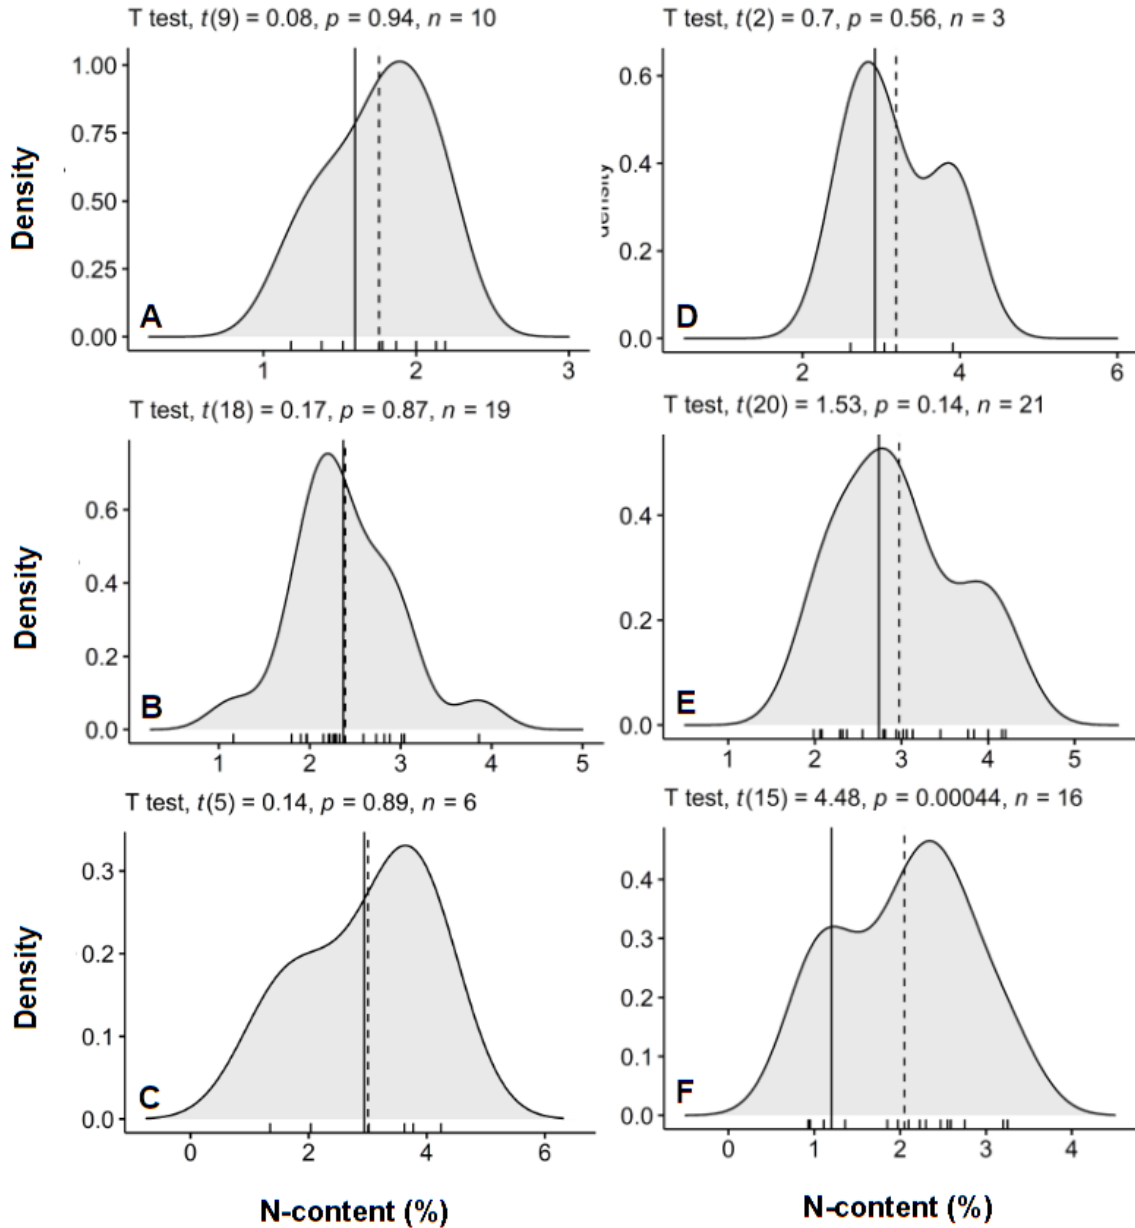 T test, t(9) = 0.08, p = 0.94, n = 10
Density
1.00
0.75
0.50
0.25
0.00
A
1 2 3
T test, t(2) = 0.7, p = 0.56, n = 3
density
0.6
0.4
0.2
0.0
D
2 4 6
T test, t(18) = 0.17, p = 0.87, n = 19
Density
0.6
0.4
0.2
0.0
B
1 2 3 4 5
T test, t(20) = 1.53, p = 0.14, n = 21
0.4
0.2
0.0
E
1 2 3 4 5
T test, t(5) = 0.14, p = 0.89, n = 6
Density
0.3
0.2
0.1
0.0
C
0 2 4 6
N-content (%)
T test, t(15) = 4.48, p = 0.00044, n = 16
0.4
0.3
0.2
0.1
0.0
F
0 1 2 3 4
N-content (%)